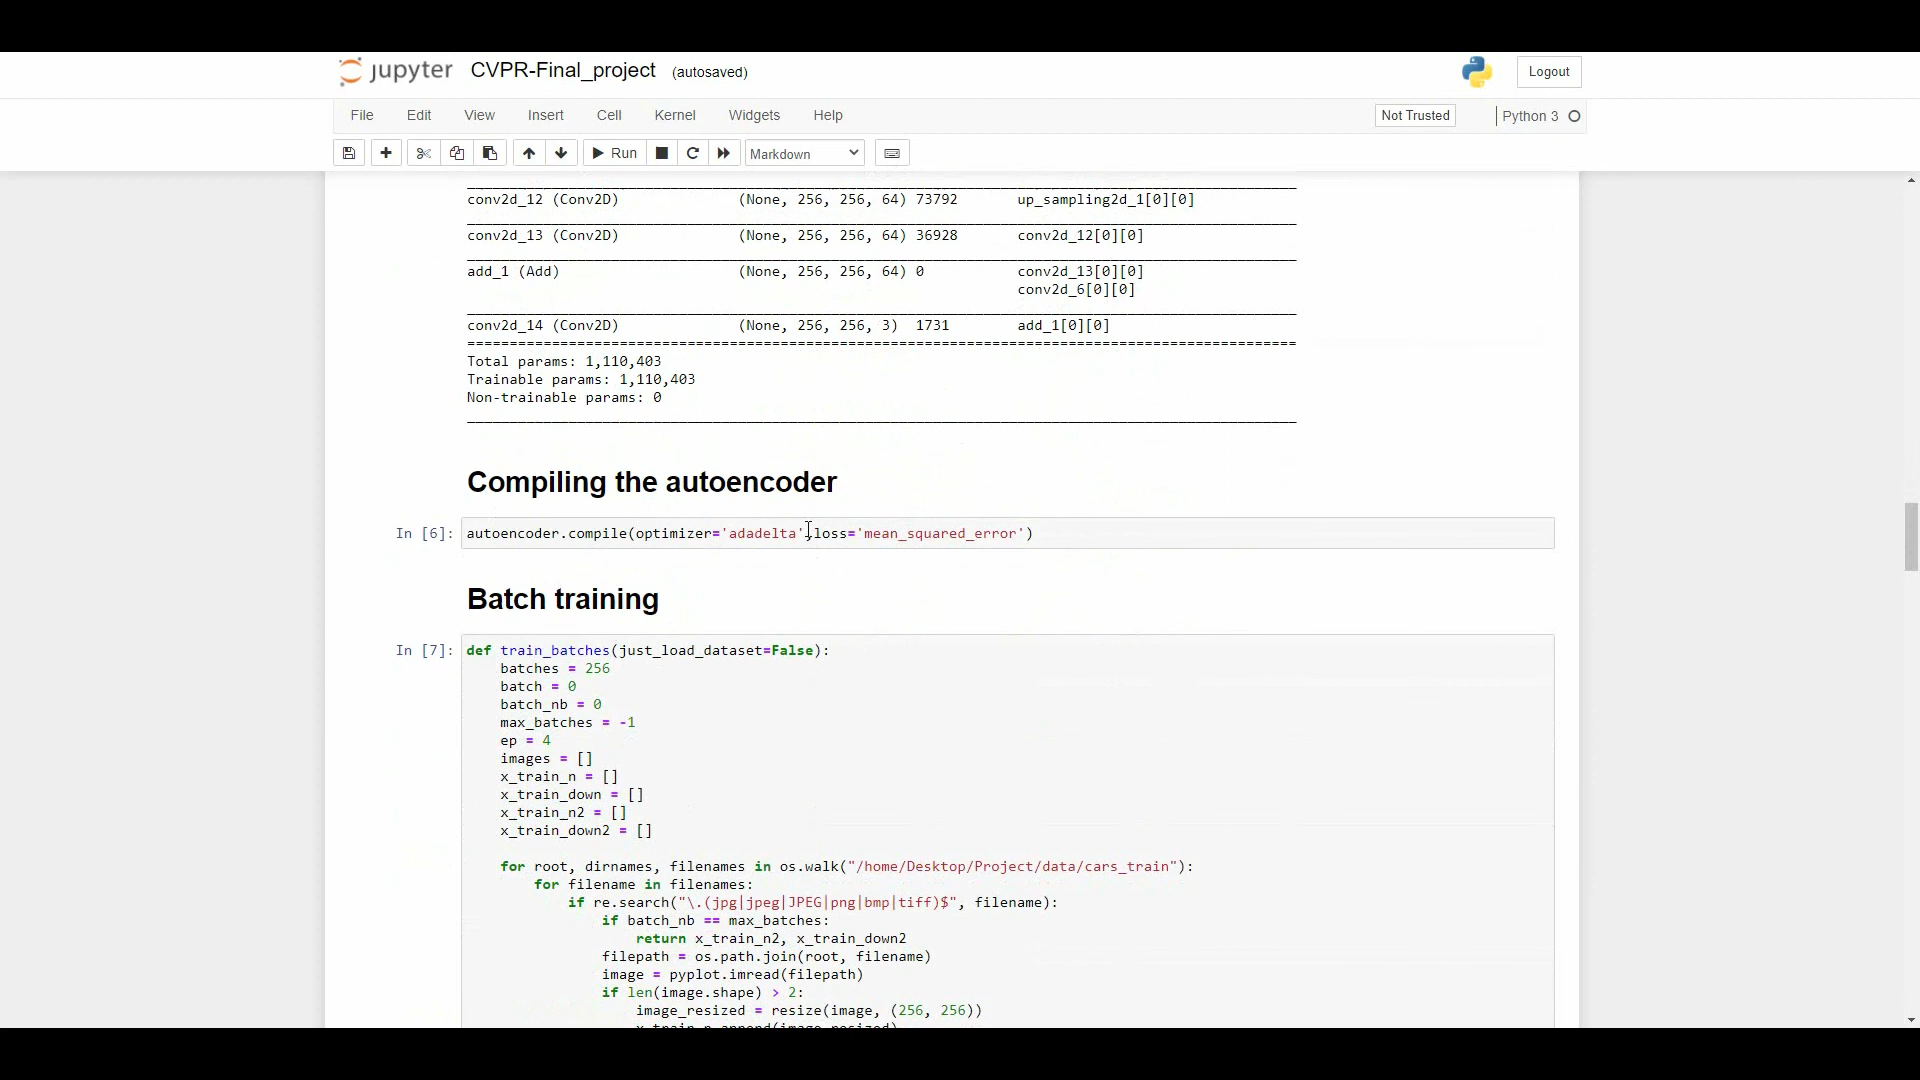 jupyter CVPR-Final_project (autosaved) Logout
File Edit View Insert Cell Kernel Widgets Help Not Trusted Python 3
Run Markdown
conv2d_12 (Conv2D) (None, 256, 256, 64) 73792 up_sampling2d_1[0][0]
conv2d_13 (Conv2D) (None, 256, 256, 64) 36928 conv2d_12[0][0]
add_1 (Add) (None, 256, 256, 64) 0 conv2d_13[0][0]
conv2d_6[0][0]
conv2d_14 (Conv2D) (None, 256, 256, 3) 1731 add_1[0][0]
Total params: 1,110,403
Trainable params: 1,110,403
Non-trainable params: 0
Compiling the autoencoder
In [6]: autoencoder.compile(optimizer='adadelta',loss='mean_squared_error')
Batch training
In [7]: def train_batches(just_load_dataset=False):
batches = 256
batch = 0
batch_nb = 0
max_batches = -1
ep = 4
images = []
x_train_n = []
x_train_down = []
x_train_n2 = []
x_train_down2 = []
for root, dirnames, filenames in os.walk("/home/Desktop/Project/data/cars_train"):
for filename in filenames:
if re.search("\.(jpg|jpeg|JPEG|png|bmp|tiff)$", filename):
if batch_nb == max_batches:
return x_train_n2, x_train_down2
filepath = os.path.join(root, filename)
image = pyplot.imread(filepath)
if len(image.shape) > 2:
image_resized = resize(image, (256, 256))
x_train_n.append(image_resized)